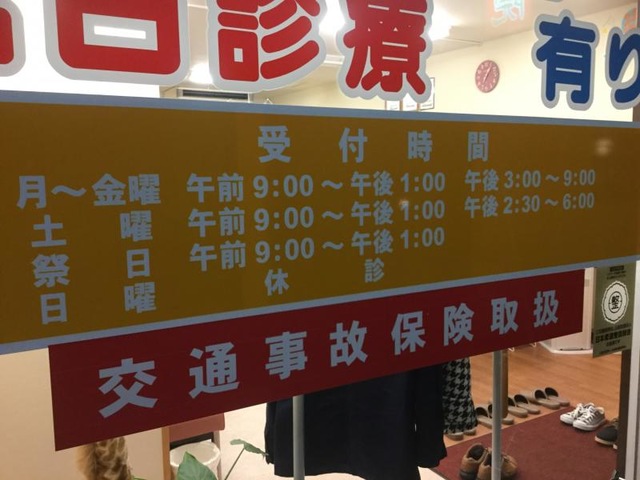 日診療
有り
受付時間
月～金曜 午前9:00～午後1:00 午後3:00～9:00
土曜 午前9:00～午後1:00 午後2:30～6:00
祭日 午前9:00～午後1:00
日曜 休診
交通事故保険取扱